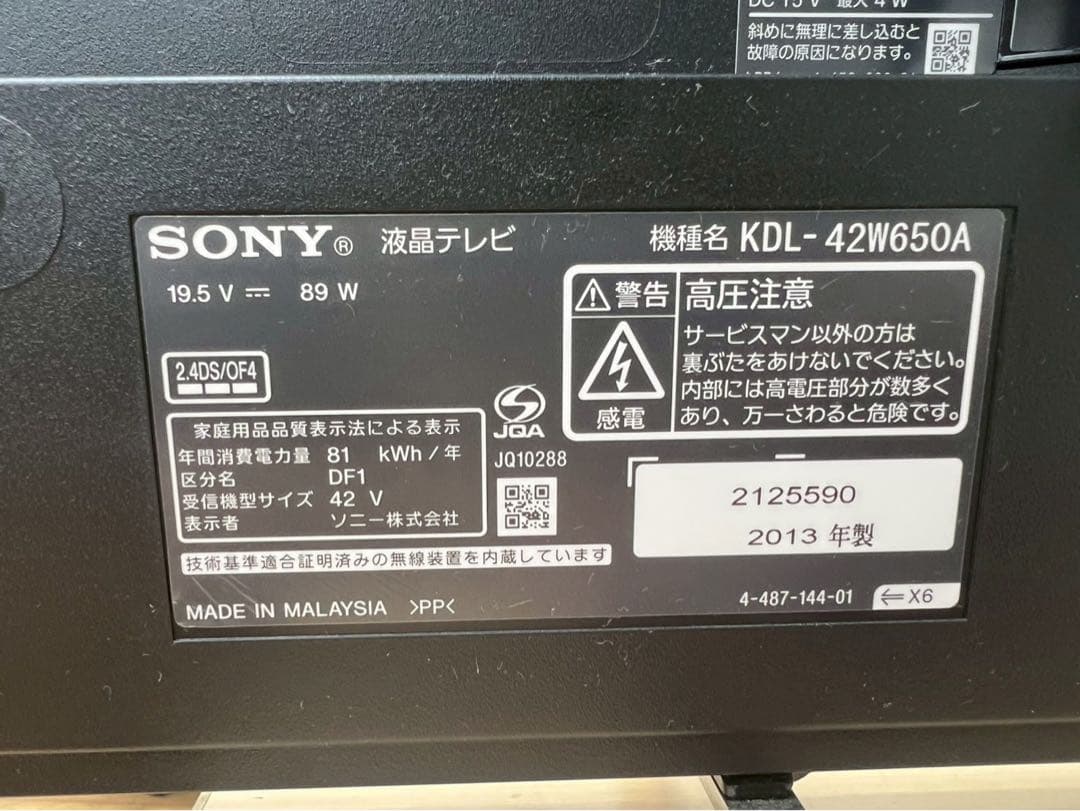 DC 15 V 最大 4 W
斜めに無理に差し込むと
故障の原因になります。
SONY® 液晶テレビ 機種名 KDL-42W650A
19.5 V ⎓ 89 W
2.4DS/OF4
⚠警告 高圧注意
サービスマン以外の方は
裏ぶたをあけないでください。
内部には高電圧部分が数多く
あり、万一さわると危険です。
感電
家庭用品品質表示法による表示
年間消費電力量 81 kWh/年
区分名 DF1
受信機型サイズ 42 V
表示者 ソニー株式会社
JQA
JQ10288
2125590
2013 年製
技術基準適合証明済みの無線装置を内蔵しています
MADE IN MALAYSIA >PP<
4-487-144-01 ⇐X6